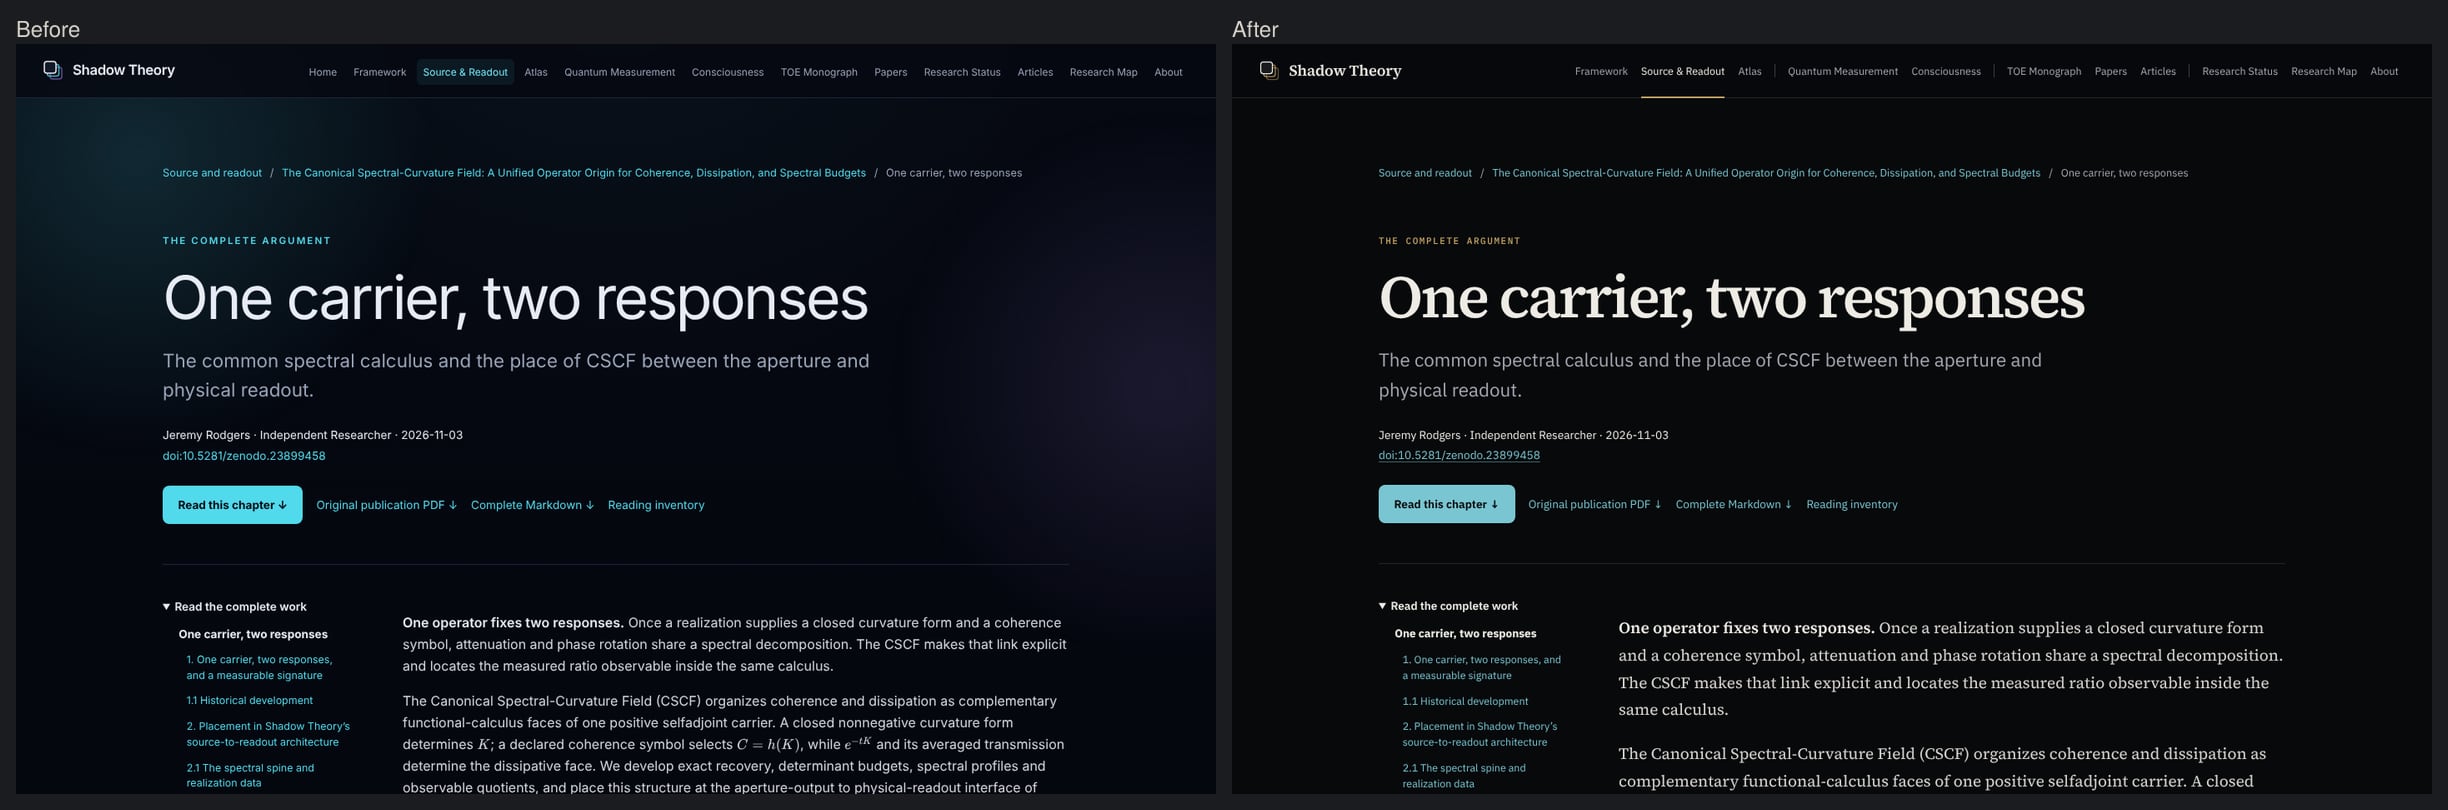 Before
Shadow Theory
Home Framework Source & Readout Atlas Quantum Measurement Consciousness TOE Monograph Papers Research Status Articles Research Map About
Source and readout / The Canonical Spectral-Curvature Field: A Unified Operator Origin for Coherence, Dissipation, and Spectral Budgets / One carrier, two responses
THE COMPLETE ARGUMENT
One carrier, two responses
The common spectral calculus and the place of CSCF between the aperture and
physical readout.
Jeremy Rodgers · Independent Researcher · 2026-11-03
doi:10.5281/zenodo.23899458
Read this chapter ↓ Original publication PDF ↓ Complete Markdown ↓ Reading inventory
▼ Read the complete work
One carrier, two responses
1. One carrier, two responses,
and a measurable signature
1.1 Historical development
2. Placement in Shadow Theory's
source-to-readout architecture
2.1 The spectral spine and
realization data
One operator fixes two responses. Once a realization supplies a closed curvature form and a coherence
symbol, attenuation and phase rotation share a spectral decomposition. The CSCF makes that link explicit
and locates the measured ratio observable inside the same calculus.
The Canonical Spectral-Curvature Field (CSCF) organizes coherence and dissipation as complementary
functional-calculus faces of one positive selfadjoint carrier. A closed nonnegative curvature form
determines K; a declared coherence symbol selects C = h(K), while e^{-tK} and its averaged transmission
determine the dissipative face. We develop exact recovery, determinant budgets, spectral profiles and
observable quotients, and place this structure at the aperture-output to physical-readout interface of
After
Shadow Theory
Framework Source & Readout Atlas | Quantum Measurement Consciousness | TOE Monograph Papers Articles | Research Status Research Map About
Source and readout / The Canonical Spectral-Curvature Field: A Unified Operator Origin for Coherence, Dissipation, and Spectral Budgets / One carrier, two responses
THE COMPLETE ARGUMENT
One carrier, two responses
The common spectral calculus and the place of CSCF between the aperture and
physical readout.
Jeremy Rodgers · Independent Researcher · 2026-11-03
doi:10.5281/zenodo.23899458
Read this chapter ↓ Original publication PDF ↓ Complete Markdown ↓ Reading inventory
▼ Read the complete work
One carrier, two responses
1. One carrier, two responses, and
a measurable signature
1.1 Historical development
2. Placement in Shadow Theory's
source-to-readout architecture
2.1 The spectral spine and
realization data
One operator fixes two responses. Once a realization supplies a closed curvature form
and a coherence symbol, attenuation and phase rotation share a spectral decomposition.
The CSCF makes that link explicit and locates the measured ratio observable inside the
same calculus.
The Canonical Spectral-Curvature Field (CSCF) organizes coherence and dissipation as
complementary functional-calculus faces of one positive selfadjoint carrier. A closed